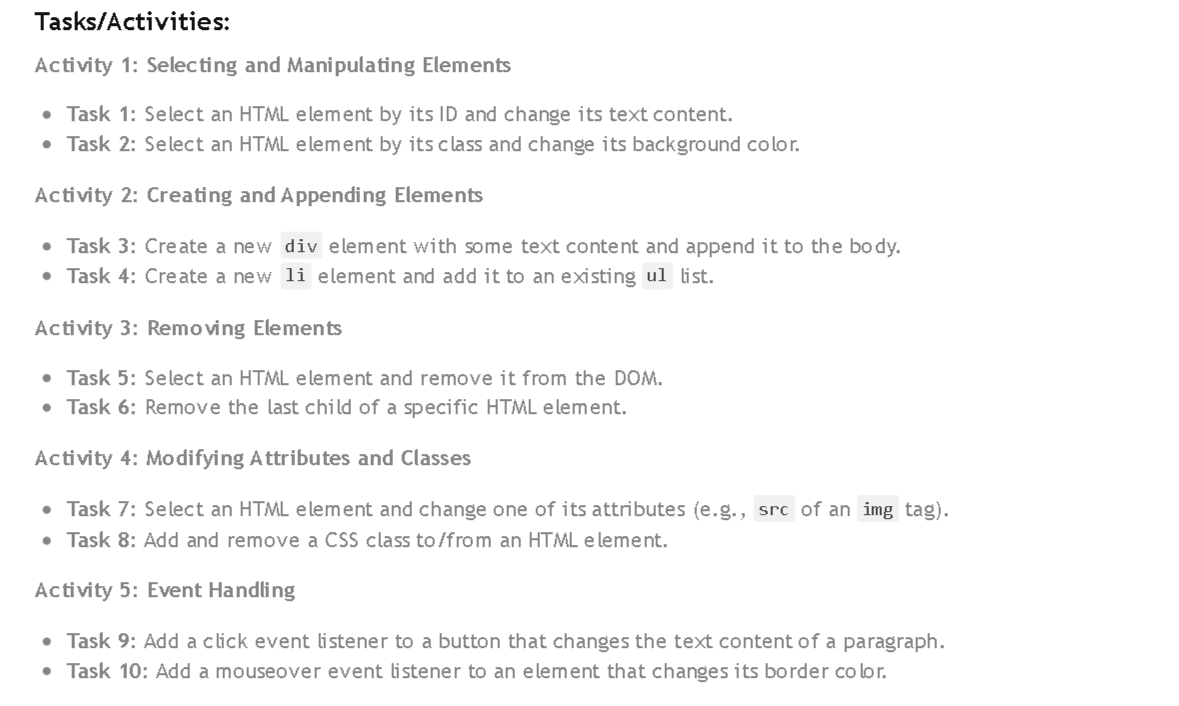 Tasks/Activities:
Activity 1: Selecting and Manipulating Elements
• Task 1: Select an HTML element by its ID and change its text content.
• Task 2: Select an HTML element by its class and change its background color.
Activity 2: Creating and Appending Elements
• Task 3: Create a new div element with some text content and append it to the body.
• Task 4: Create a new li element and add it to an existing ul list.
Activity 3: Removing Elements
• Task 5: Select an HTML element and remove it from the DOM.
• Task 6: Remove the last child of a specific HTML element.
Activity 4: Modifying Attributes and Classes
• Task 7: Select an HTML element and change one of its attributes (e.g., src of an img tag).
• Task 8: Add and remove a CSS class to/from an HTML element.
Activity 5: Event Handling
• Task 9: Add a click event listener to a button that changes the text content of a paragraph.
• Task 10: Add a mouseover event listener to an element that changes its border color.